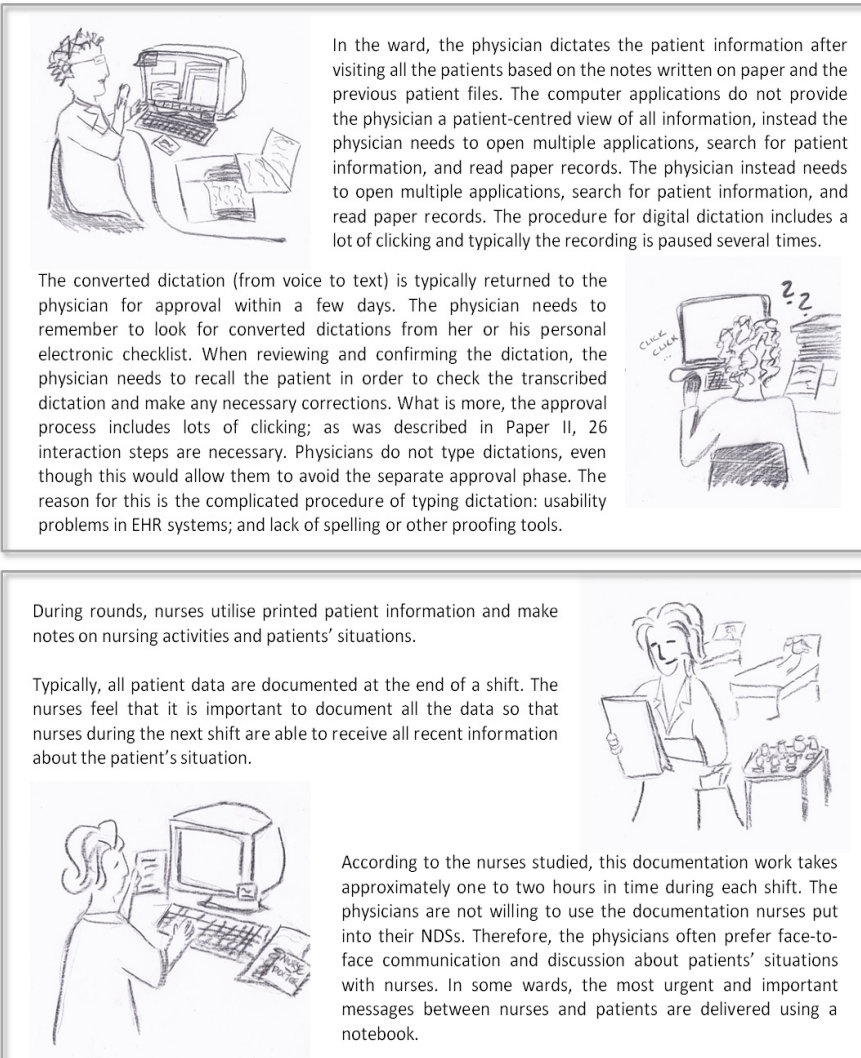 In the ward, the physician dictates the patient information after
visiting all the patients based on the notes written on paper and the
previous patient files. The computer applications do not provide
the physician a patient-centred view of all information, instead the
physician needs to open multiple applications, search for patient
information, and read paper records. The physician instead needs
to open multiple applications, search for patient information, and
read paper records. The procedure for digital dictation includes a
lot of clicking and typically the recording is paused several times.
The converted dictation (from voice to text) is typically returned to the
physician for approval within a few days. The physician needs to
remember to look for converted dictations from her or his personal
electronic checklist. When reviewing and confirming the dictation, the
physician needs to recall the patient in order to check the transcribed
dictation and make any necessary corrections. What is more, the approval
process includes lots of clicking; as was described in Paper II, 26
interaction steps are necessary. Physicians do not type dictations, even
though this would allow them to avoid the separate approval phase. The
reason for this is the complicated procedure of typing dictation: usability
problems in EHR systems; and lack of spelling or other proofing tools.
??
CLICK
CLICK
...
During rounds, nurses utilise printed patient information and make
notes on nursing activities and patients' situations.
Typically, all patient data are documented at the end of a shift. The
nurses feel that it is important to document all the data so that
nurses during the next shift are able to receive all recent information
about the patient's situation.
According to the nurses studied, this documentation work takes
approximately one to two hours in time during each shift. The
physicians are not willing to use the documentation nurses put
into their NDSs. Therefore, the physicians often prefer face-to-
face communication and discussion about patients' situations
with nurses. In some wards, the most urgent and important
messages between nurses and patients are delivered using a
notebook.
NURSE
DOCTOR